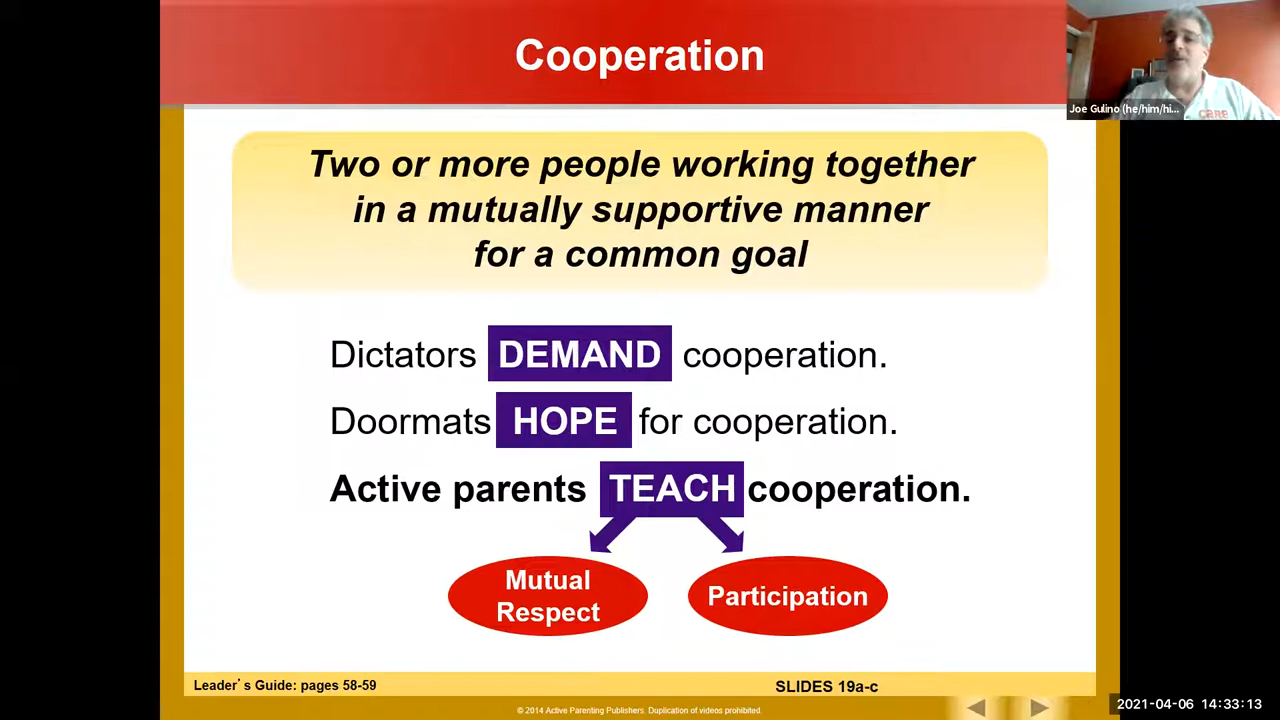 Cooperation
Joe Gulino (he/him/hi...
CARE
Two or more people working together
in a mutually supportive manner
for a common goal
Dictators DEMAND cooperation.
Doormats HOPE for cooperation.
Active parents TEACH cooperation.
Mutual
Respect
Participation
Leader's Guide: pages 58-59
SLIDES 19a-c
© 2014 Active Parenting Publishers. Duplication of videos prohibited.
2021-04-06 14:33:13